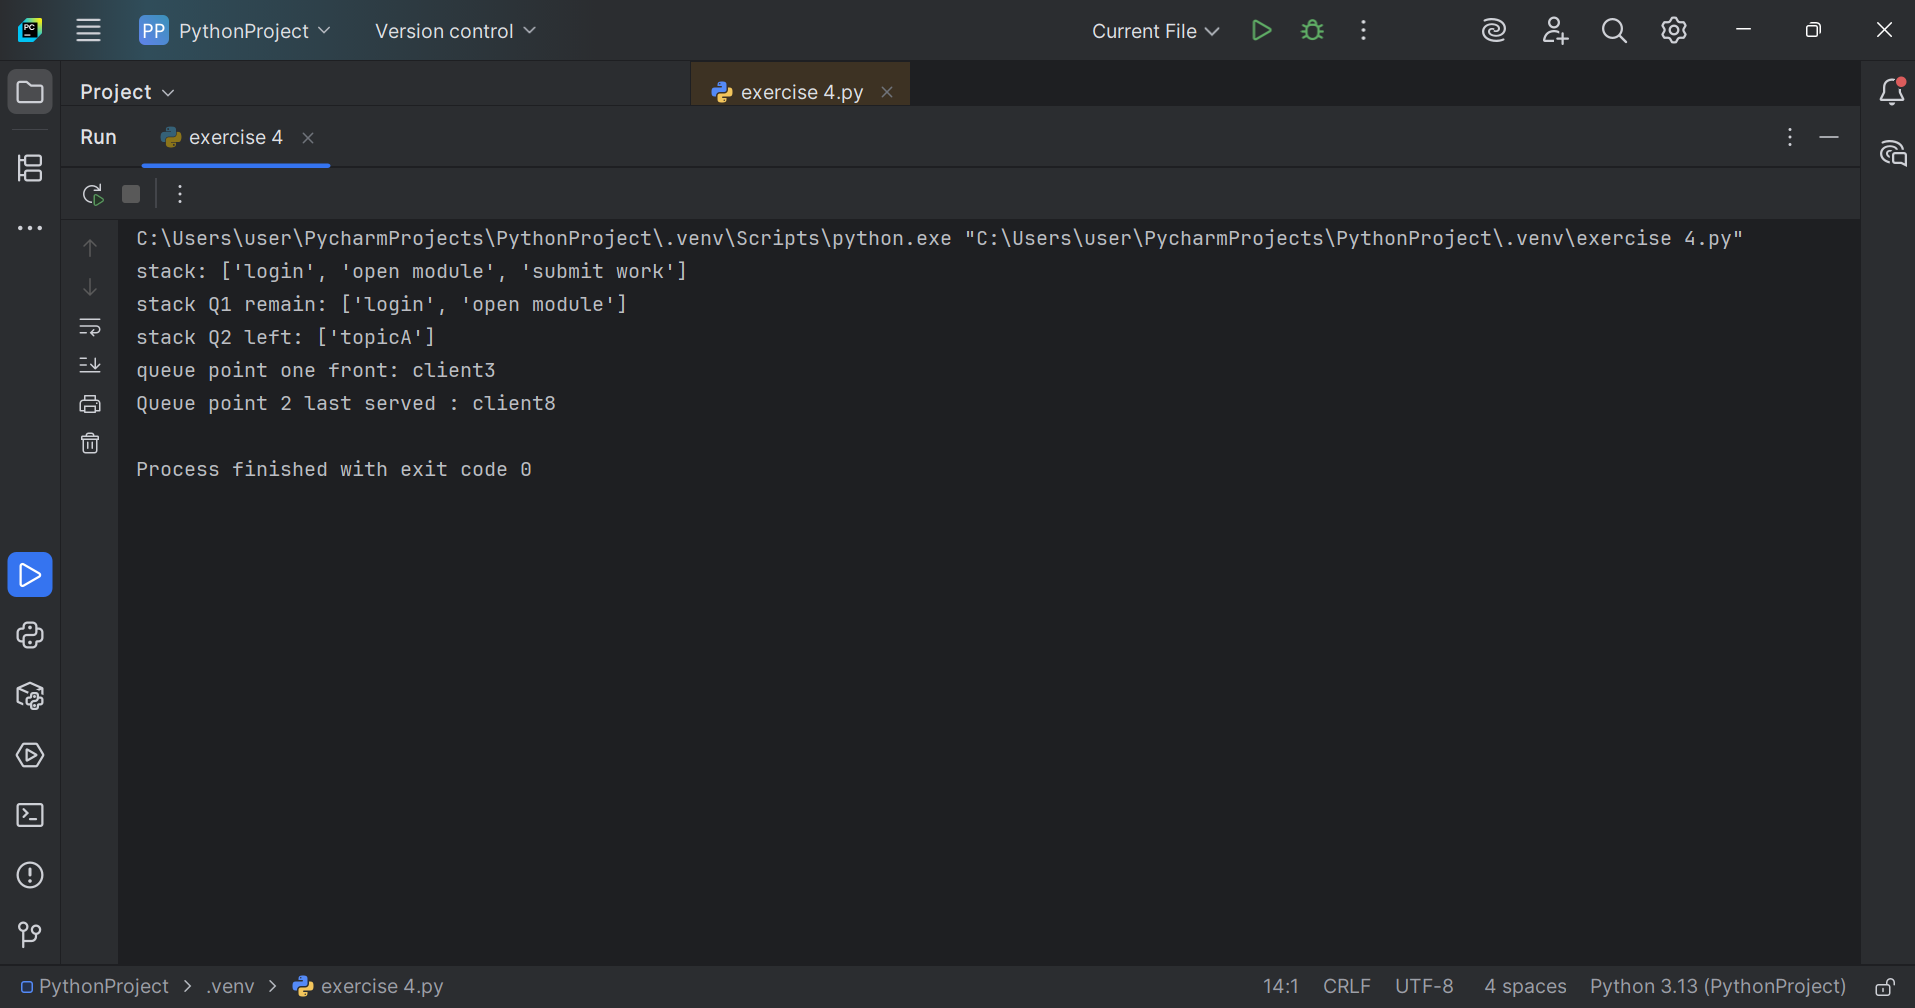 PC
PP PythonProject Version control Current File
Project exercise 4.py
Run exercise 4
C:\Users\user\PycharmProjects\PythonProject\.venv\Scripts\python.exe "C:\Users\user\PycharmProjects\PythonProject\.venv\exercise 4.py"
stack: ['login', 'open module', 'submit work']
stack Q1 remain: ['login', 'open module']
stack Q2 left: ['topicA']
queue point one front: client3
Queue point 2 last served : client8
Process finished with exit code 0
PythonProject > .venv > exercise 4.py 14:1 CRLF UTF-8 4 spaces Python 3.13 (PythonProject)